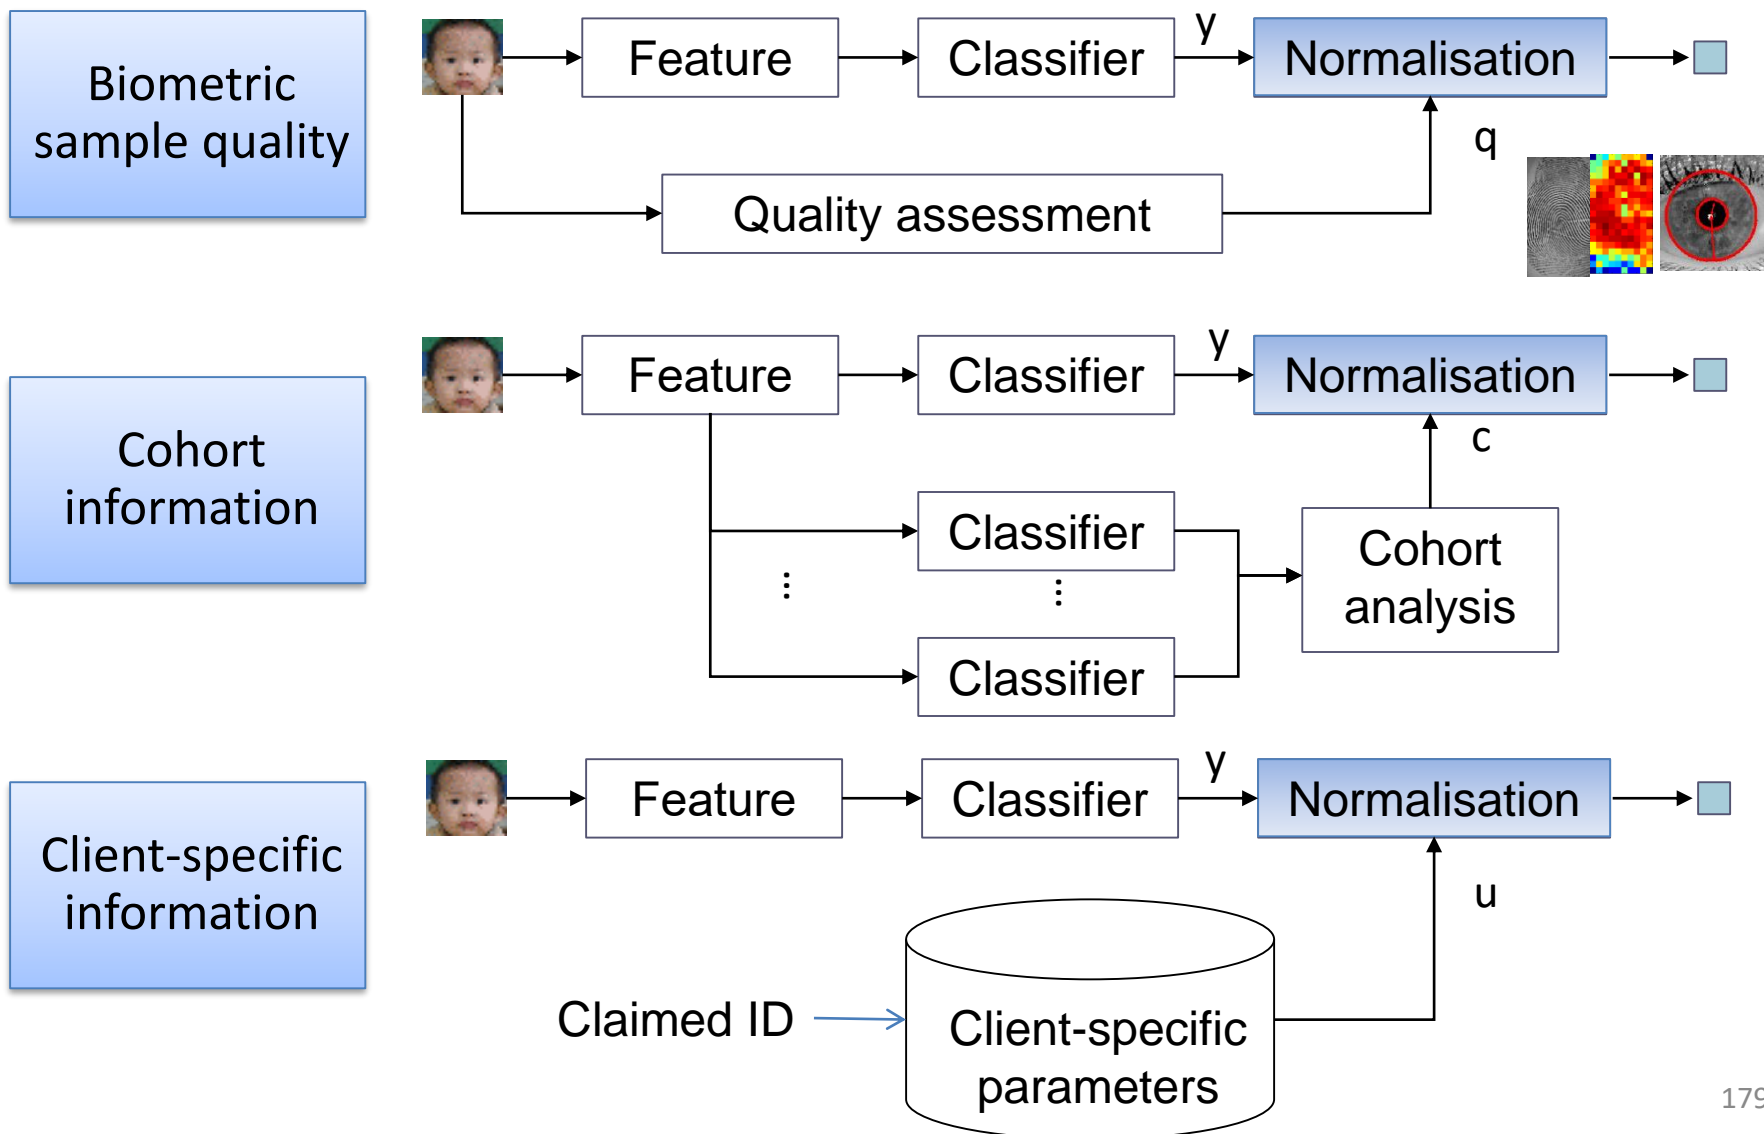 Biometric
sample quality
Feature
Classifier
y
Normalisation
q
Quality assessment
Cohort
information
Feature
Classifier
y
Normalisation
c
Classifier
...
...
Classifier
Cohort
analysis
Client-specific
information
Feature
Classifier
y
Normalisation
u
Claimed ID
Client-specific
parameters
179